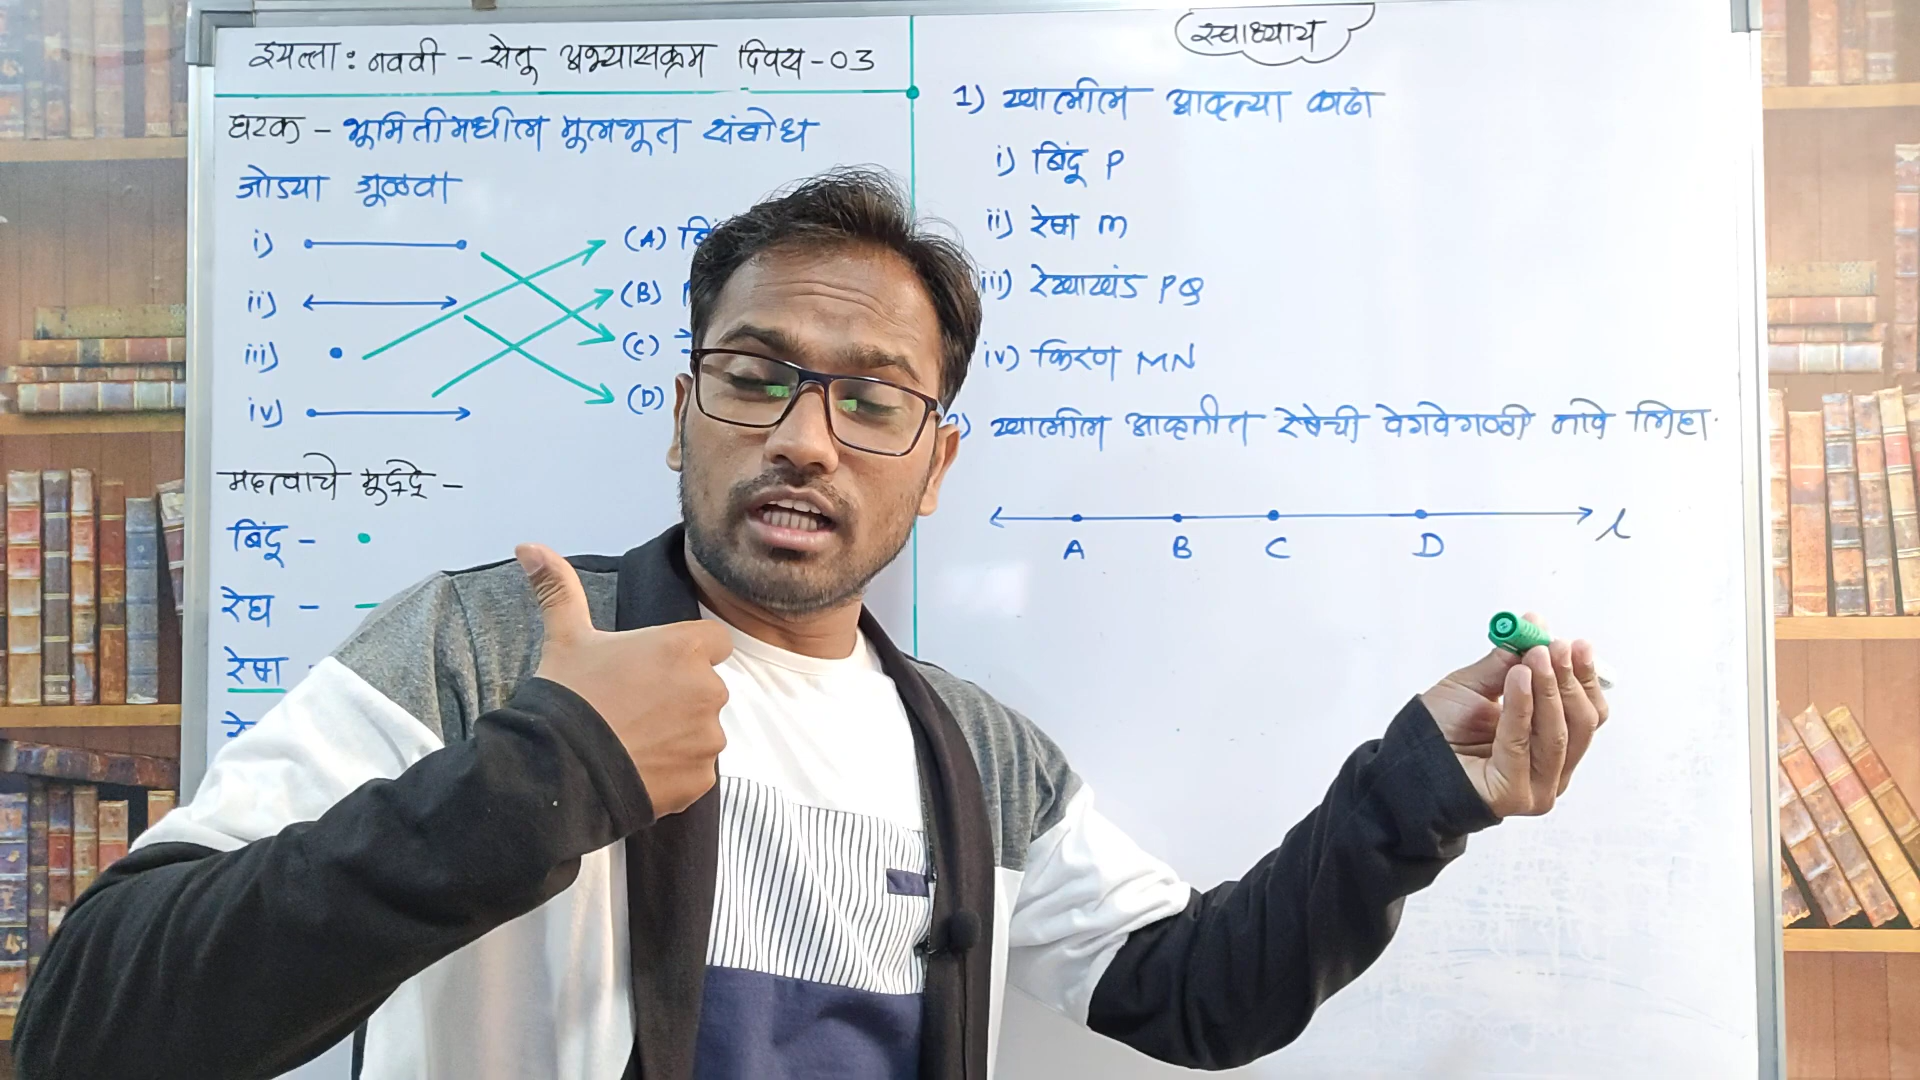 इयत्ता: नववी - सेतू अभ्यासक्रम दिवस - 03
घटक - भूमितीमधील मूलभूत संबोध
जोड्या जुळवा
i)
ii)
iii)
iv)
(A)
(B)
(C)
(D)
महत्वाचे मुद्दे -
बिंदू -
रेघ -
रेषा
स्वाध्याय
1) खालील आकृत्या काढा
i) बिंदू P
ii) रेषा m
iii) रेखाखंड PQ
iv) किरण MN
खालील आकृतीत रेषेची वेगवेगळी नावे लिहा.
A B C D l